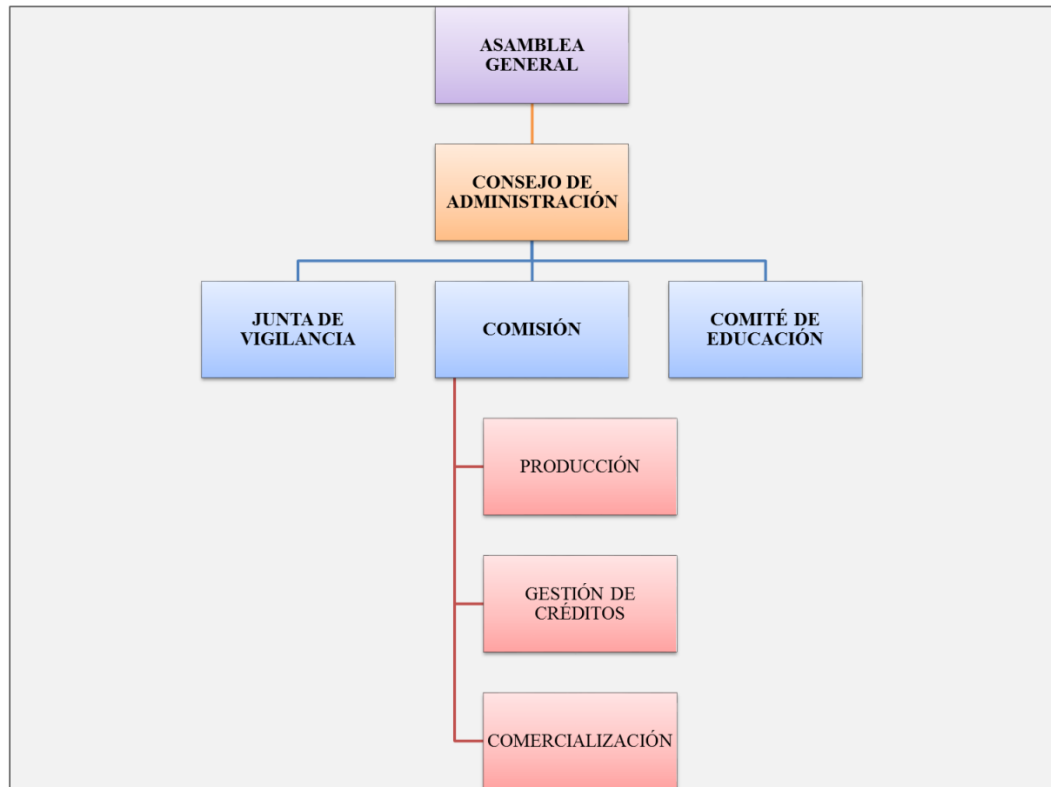 ASAMBLEA
GENERAL
CONSEJO DE
ADMINISTRACIÓN
JUNTA DE
VIGILANCIA
COMISIÓN
COMITÉ DE
EDUCACIÓN
PRODUCCIÓN
GESTIÓN DE
CRÉDITOS
COMERCIALIZACIÓN